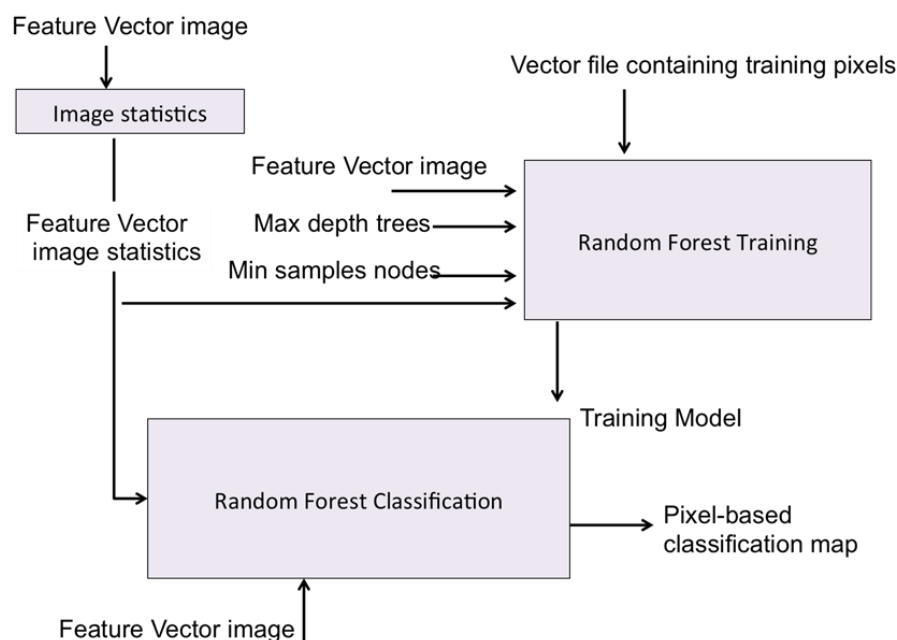 Feature Vector image
Image statistics
Vector file containing training pixels
Feature Vector image
Max depth trees
Min samples nodes
Random Forest Training
Feature Vector
image statistics
Training Model
Random Forest Classification
Pixel-based
classification map
Feature Vector image